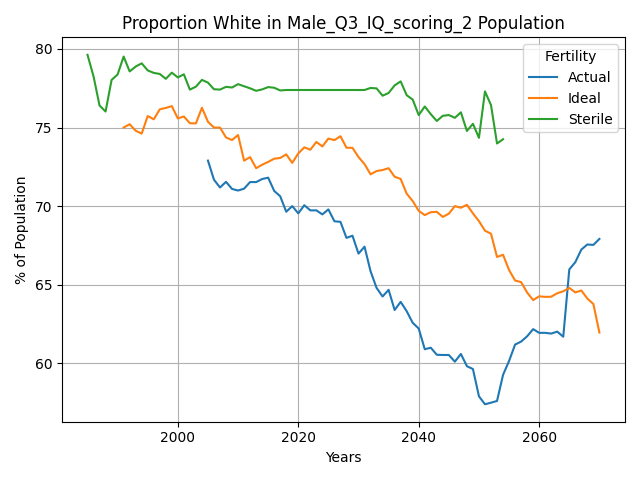 Proportion White in Male_Q3_IQ_scoring_2 Population
Fertility
Actual
Ideal
Sterile
% of Population
80
75
70
65
60
2000
2020
2040
2060
Years